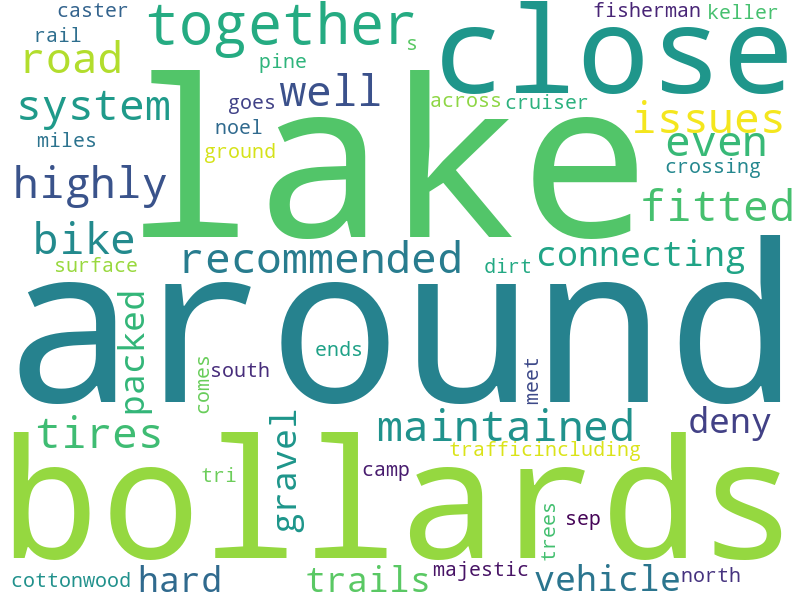 caster
together
s
fisherman
keller
rail
road
pine
close
system
goes
well
across
cruiser
issues
miles
noel
lake
even
ground
crossing
highly
fitted
bike
recommended
connecting
surface
dirt
around
packed
ends
comes
south
meet
tires
gravel
maintained
deny
trafficincluding
bollards
tri
camp
sep
trees
cottonwood
hard
trails
majestic
vehicle
north